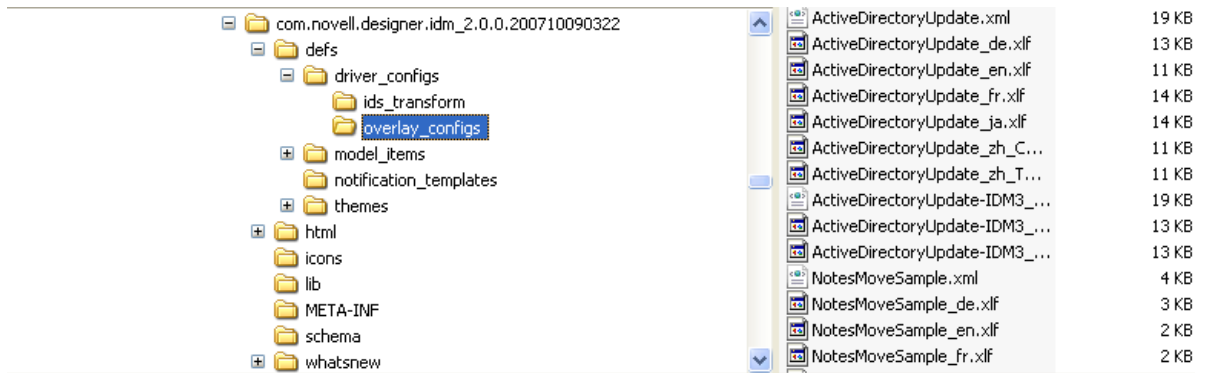 com.novell.designer.idm_2.0.0.200710090322
defs
driver_configs
ids_transform
overlay_configs
model_items
notification_templates
themes
html
icons
lib
META-INF
schema
whatsnew
ActiveDirectoryUpdate.xml 19 KB
ActiveDirectoryUpdate_de.xlf 13 KB
ActiveDirectoryUpdate_en.xlf 11 KB
ActiveDirectoryUpdate_fr.xlf 14 KB
ActiveDirectoryUpdate_ja.xlf 14 KB
ActiveDirectoryUpdate_zh_C... 11 KB
ActiveDirectoryUpdate_zh_T... 11 KB
ActiveDirectoryUpdate-IDM3_... 19 KB
ActiveDirectoryUpdate-IDM3_... 13 KB
ActiveDirectoryUpdate-IDM3_... 13 KB
NotesMoveSample.xml 4 KB
NotesMoveSample_de.xlf 3 KB
NotesMoveSample_en.xlf 2 KB
NotesMoveSample_fr.xlf 2 KB